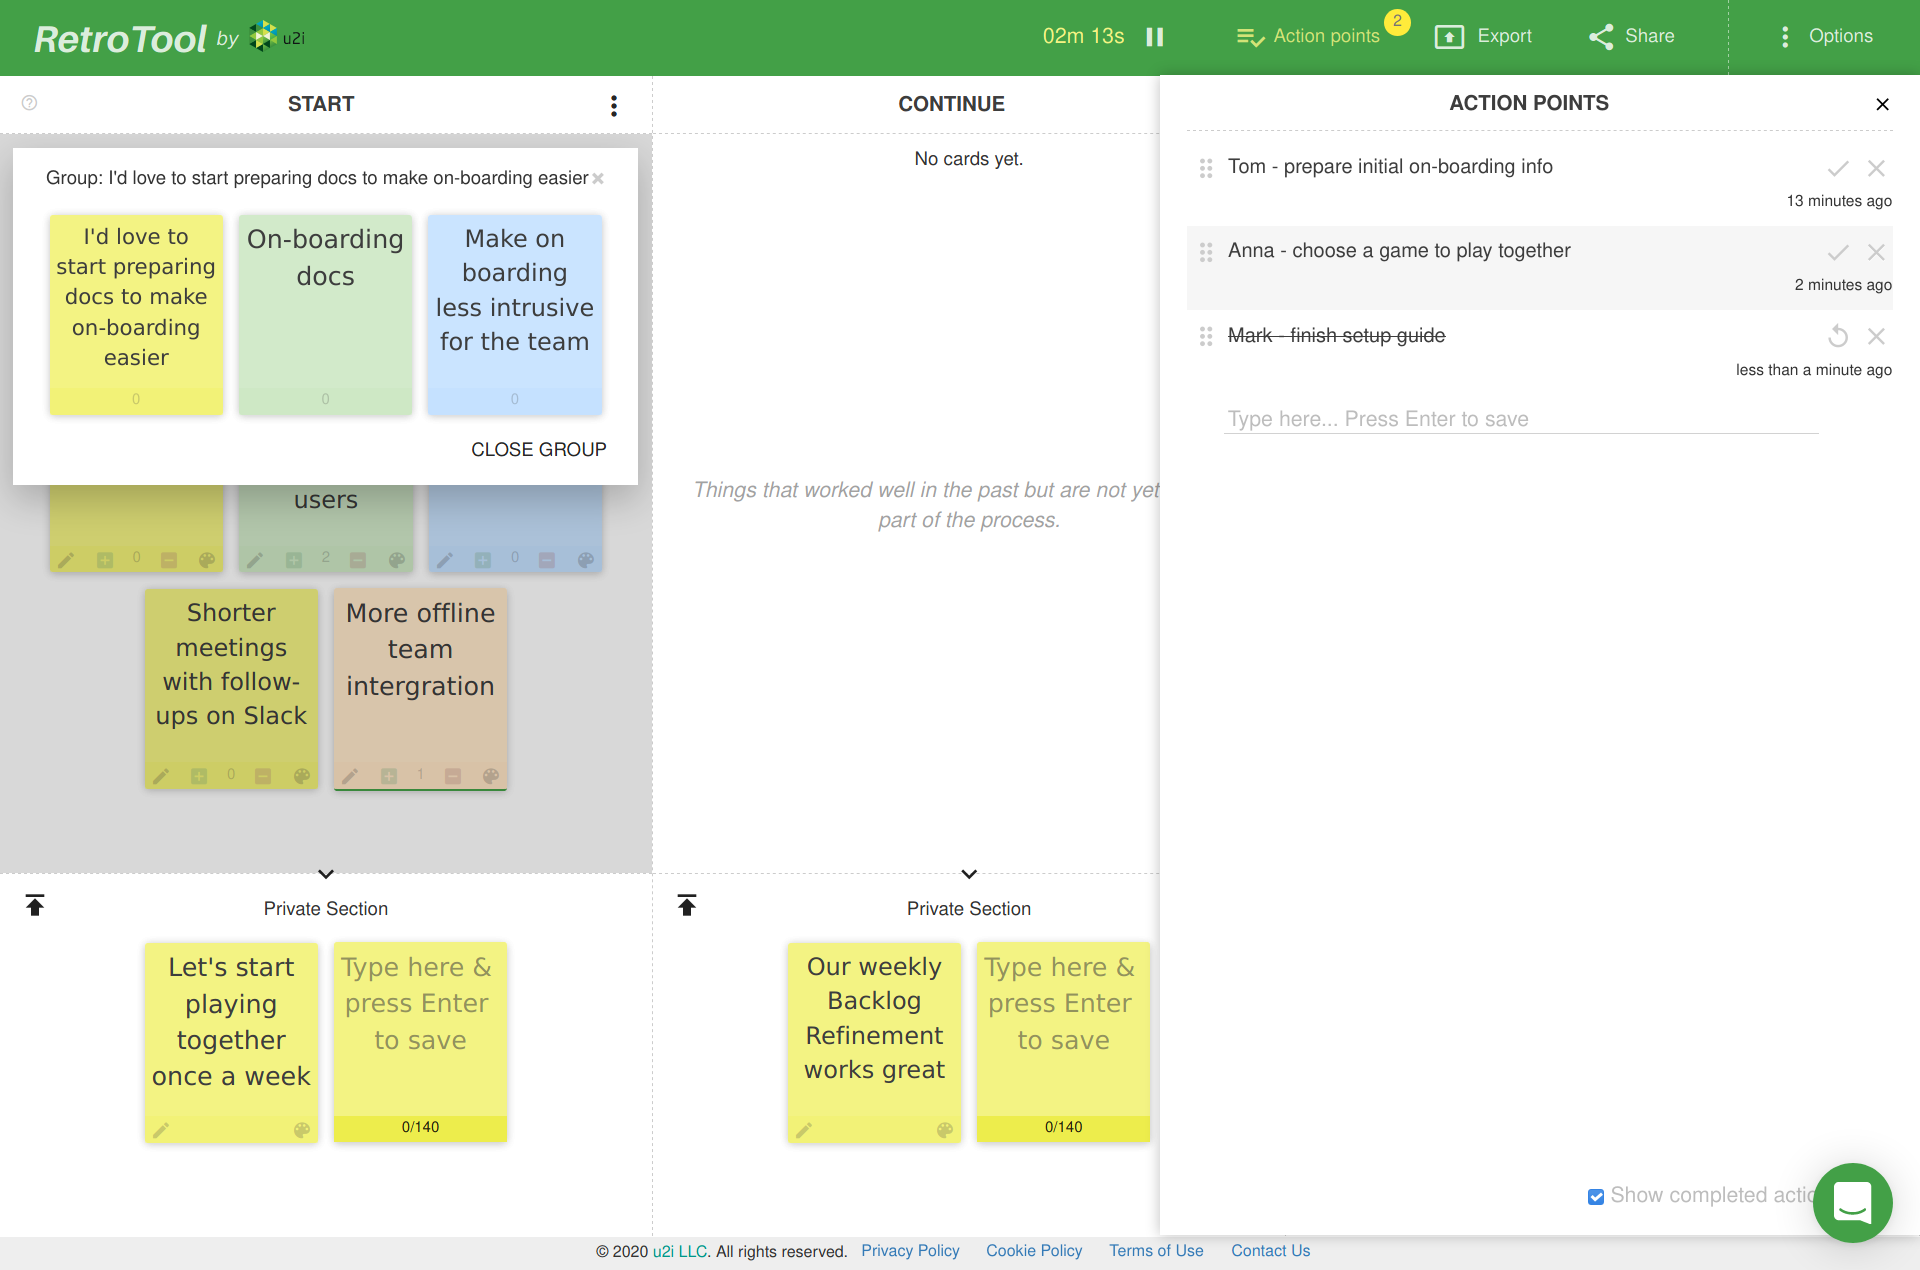 RetroTool by u2i
02m 13s
Action points
2
Export
Share
Options
START
Group: I'd love to start preparing docs to make on-boarding easier
I'd love to
start preparing
docs to make
on-boarding
easier
0
On-boarding
docs
0
Make on
boarding
less intrusive
for the team
0
CLOSE GROUP
0
users
2
0
Shorter
meetings
with follow-
ups on Slack
0
More offline
team
intergration
1
Private Section
Let's start
playing
together
once a week
Type here &
press Enter
to save
0/140
CONTINUE
No cards yet.
Things that worked well in the past but are not yet
part of the process.
Private Section
Our weekly
Backlog
Refinement
works great
Type here &
press Enter
to save
0/140
ACTION POINTS
Tom - prepare initial on-boarding info
13 minutes ago
Anna - choose a game to play together
2 minutes ago
Mark - finish setup guide
less than a minute ago
Type here... Press Enter to save
Show completed actio
© 2020 u2i LLC. All rights reserved. Privacy Policy Cookie Policy Terms of Use Contact Us